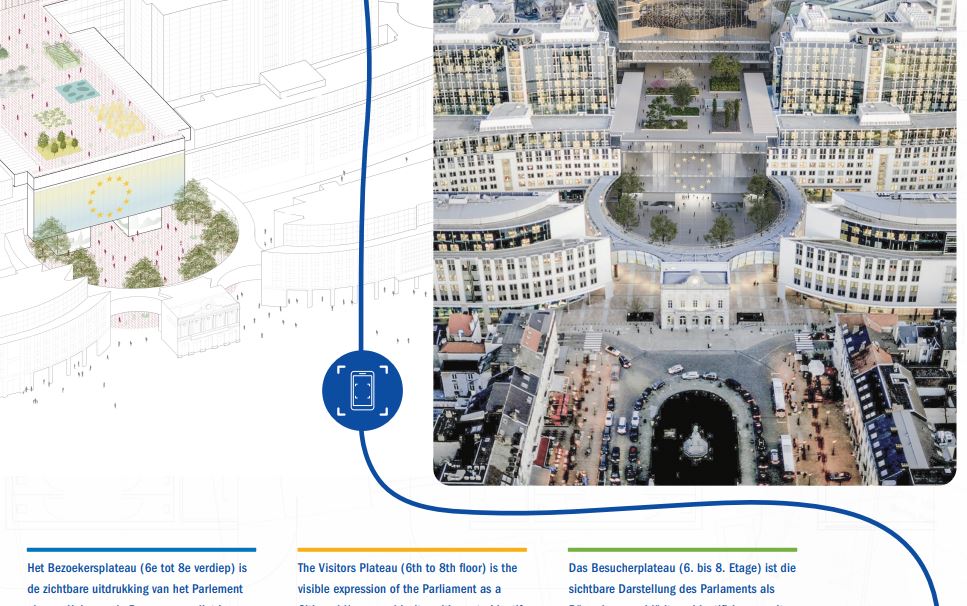 Het Bezoekersplateau (6e tot 8e verdiep) is
de zichtbare uitdrukking van het Parlement
The Visitors Plateau (6th to 8th floor) is the
visible expression of the Parliament as a
Das Besucherplateau (6. bis 8. Etage) ist die
sichtbare Darstellung des Parlaments als